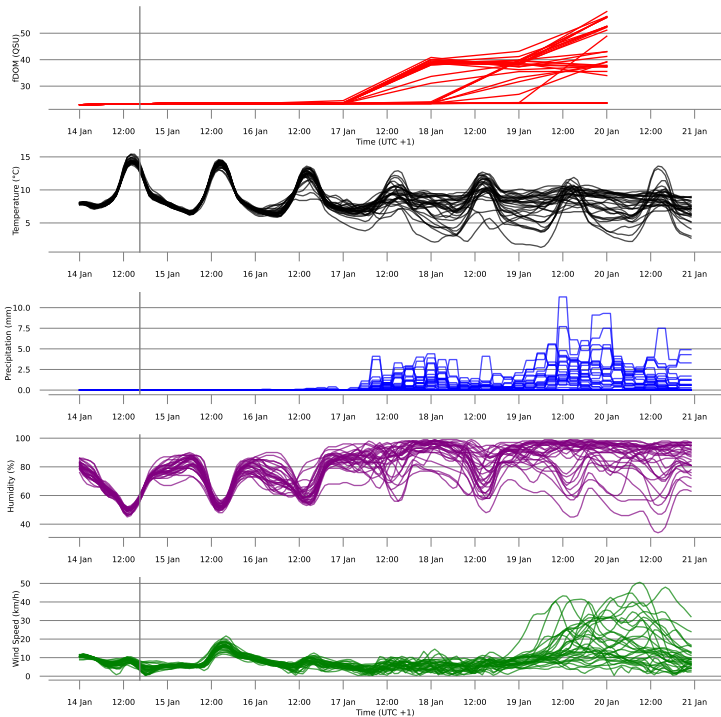 fDOM (QSU)
50
30
14 Jan 12:00 15 Jan 12:00 16 Jan 12:00 17 Jan 12:00 18 Jan 12:00 19 Jan 12:00 20 Jan 12:00 21 Jan
Time (UTC +1)
Temperature (°C)
15
10
5
14 Jan 12:00 15 Jan 12:00 16 Jan 12:00 17 Jan 12:00 18 Jan 12:00 19 Jan 12:00 20 Jan 12:00 21 Jan
Precipitation (mm)
10.0
7.5
5.0
2.5
0.0
14 Jan 12:00 15 Jan 12:00 16 Jan 12:00 17 Jan 12:00 18 Jan 12:00 19 Jan 12:00 20 Jan 12:00 21 Jan
Humidity (%)
100
80
60
40
14 Jan 12:00 15 Jan 12:00 16 Jan 12:00 17 Jan 12:00 18 Jan 12:00 19 Jan 12:00 20 Jan 12:00 21 Jan
Wind Speed (km/h)
50
40
30
20
10
0
14 Jan 12:00 15 Jan 12:00 16 Jan 12:00 17 Jan 12:00 18 Jan 12:00 19 Jan 12:00 20 Jan 12:00 21 Jan
Time (UTC +1)